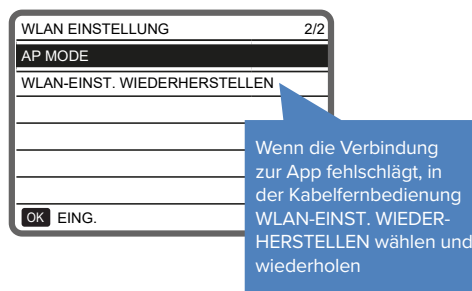 WLAN EINSTELLUNG 2/2
AP MODE
WLAN-EINST. WIEDERHERSTELLEN
OK EING.
Wenn die Verbindung
zur App fehlschlägt, in
der Kabelfernbedienung
WLAN-EINST. WIEDER-
HERSTELLEN wählen und
wiederholen